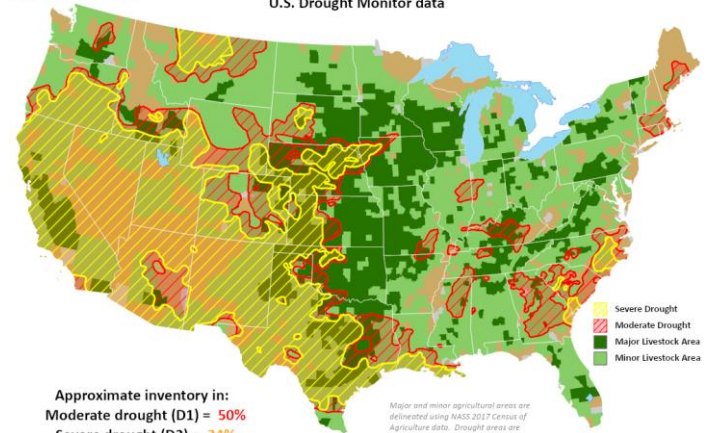 U.S. Drought Monitor data
Severe Drought
Moderate Drought
Major Livestock Area
Minor Livestock Area
Approximate inventory in:
Moderate drought (D1) = 50%
Major and minor agricultural areas are
delineated using NASS 2017 Census of
Agriculture data. Drought areas are